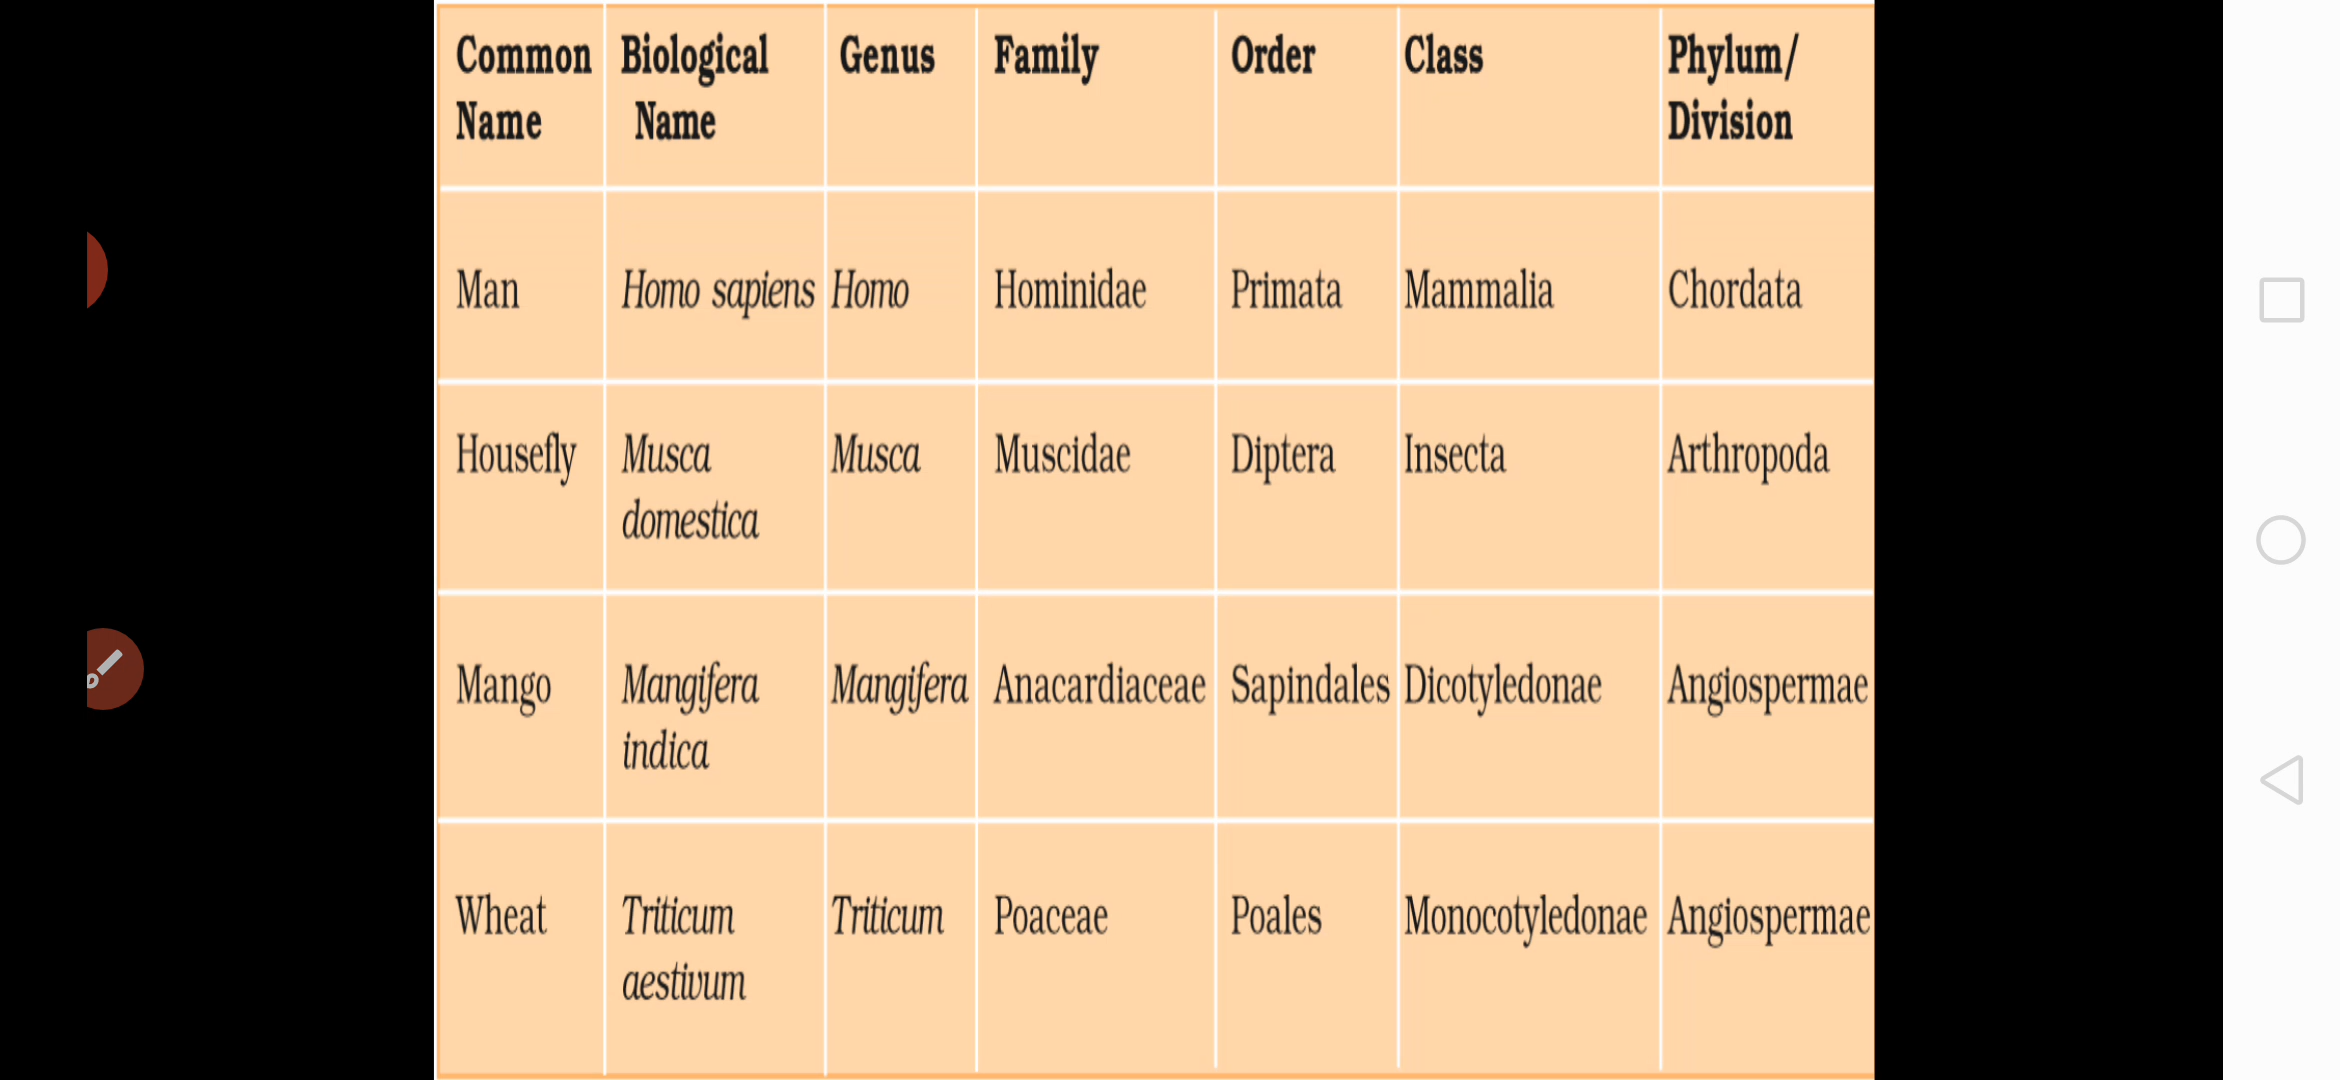 Common Name Biological Name Genus Family Order Class Phylum/ Division
Man Homo sapiens Homo Hominidae Primata Mammalia Chordata
Housefly Musca domestica Musca Muscidae Diptera Insecta Arthropoda
Mango Mangifera indica Mangifera Anacardiaceae Sapindales Dicotyledonae Angiospermae
Wheat Triticum aestivum Triticum Poaceae Poales Monocotyledonae Angiospermae